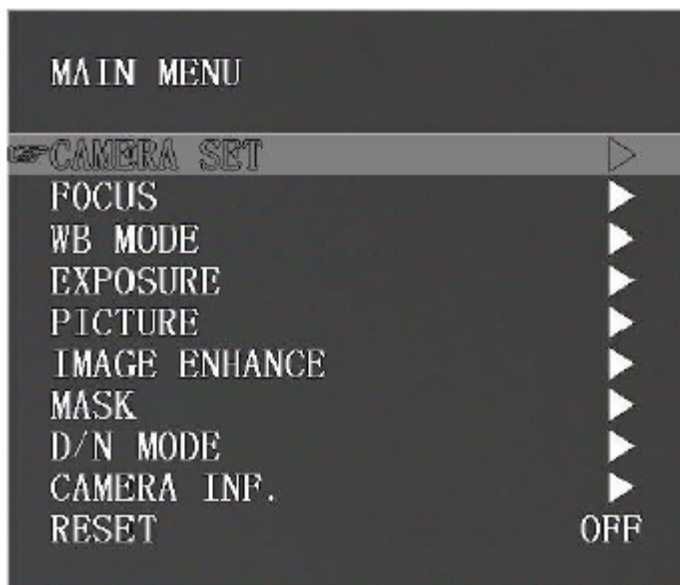 MAIN MENU
CAMERA SET
FOCUS
WB MODE
EXPOSURE
PICTURE
IMAGE ENHANCE
MASK
D/N MODE
CAMERA INF.
RESET OFF